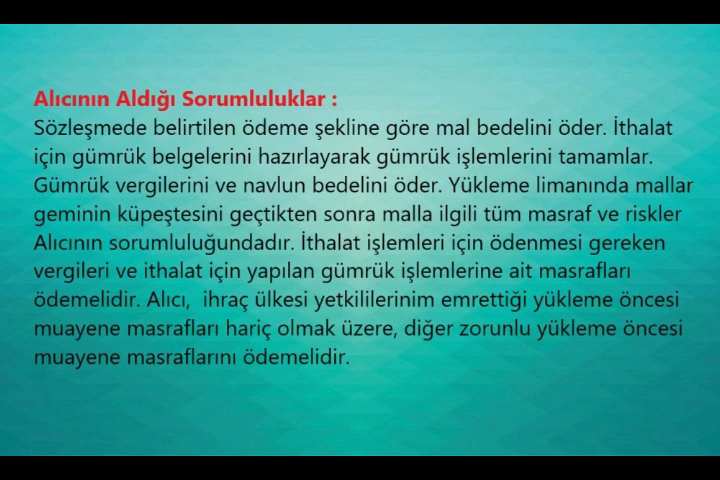 Alıcının Aldığı Sorumluluklar :
Sözleşmede belirtilen ödeme şekline göre mal bedelini öder. İthalat
için gümrük belgelerini hazırlayarak gümrük işlemlerini tamamlar.
Gümrük vergilerini ve navlun bedelini öder. Yükleme limanında mallar
geminin küpeştesini geçtikten sonra malla ilgili tüm masraf ve riskler
Alıcının sorumluluğundadır. İthalat işlemleri için ödenmesi gereken
vergileri ve ithalat için yapılan gümrük işlemlerine ait masrafları
ödemelidir. Alıcı,  ihraç ülkesi yetkililerinim emrettiği yükleme öncesi
muayene masrafları hariç olmak üzere, diğer zorunlu yükleme öncesi
muayene masraflarını ödemelidir.